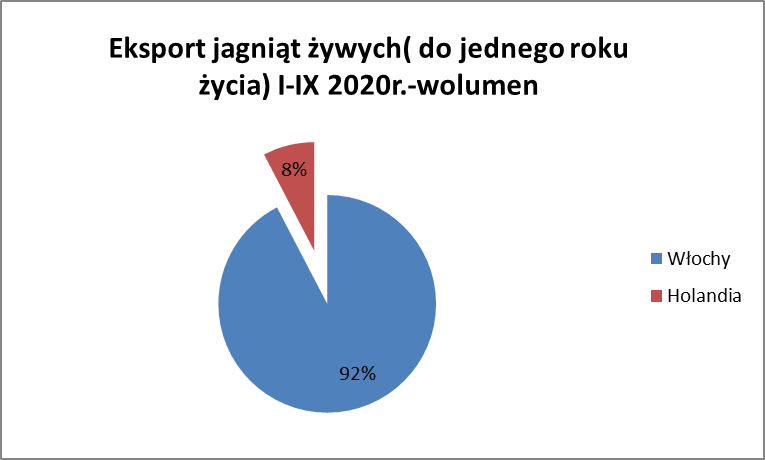 Eksport jagniąt żywych( do jednego roku
życia) I-IX 2020r.-wolumen
8%
92%
Włochy
Holandia